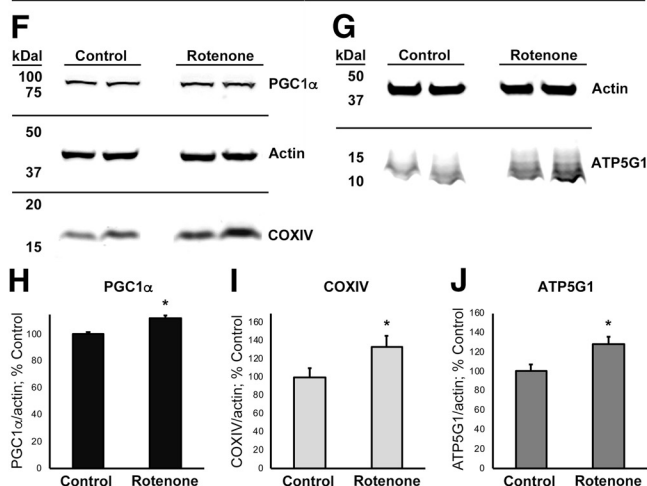 F
kDal
Control
Rotenone
100
75
PGC1α
50
37
Actin
20
15
COXIV
G
kDal
Control
Rotenone
50
37
Actin
15
10
ATP5G1
H
PGC1α
PGC1α/actin; % Control
100
80
60
40
20
0
*
Control
Rotenone
I
COXIV
COXIV/actin; % Control
160
140
120
100
80
60
40
20
0
*
Control
Rotenone
J
ATP5G1
ATP5G1/actin; % Control
160
140
120
100
80
60
40
20
0
*
Control
Rotenone